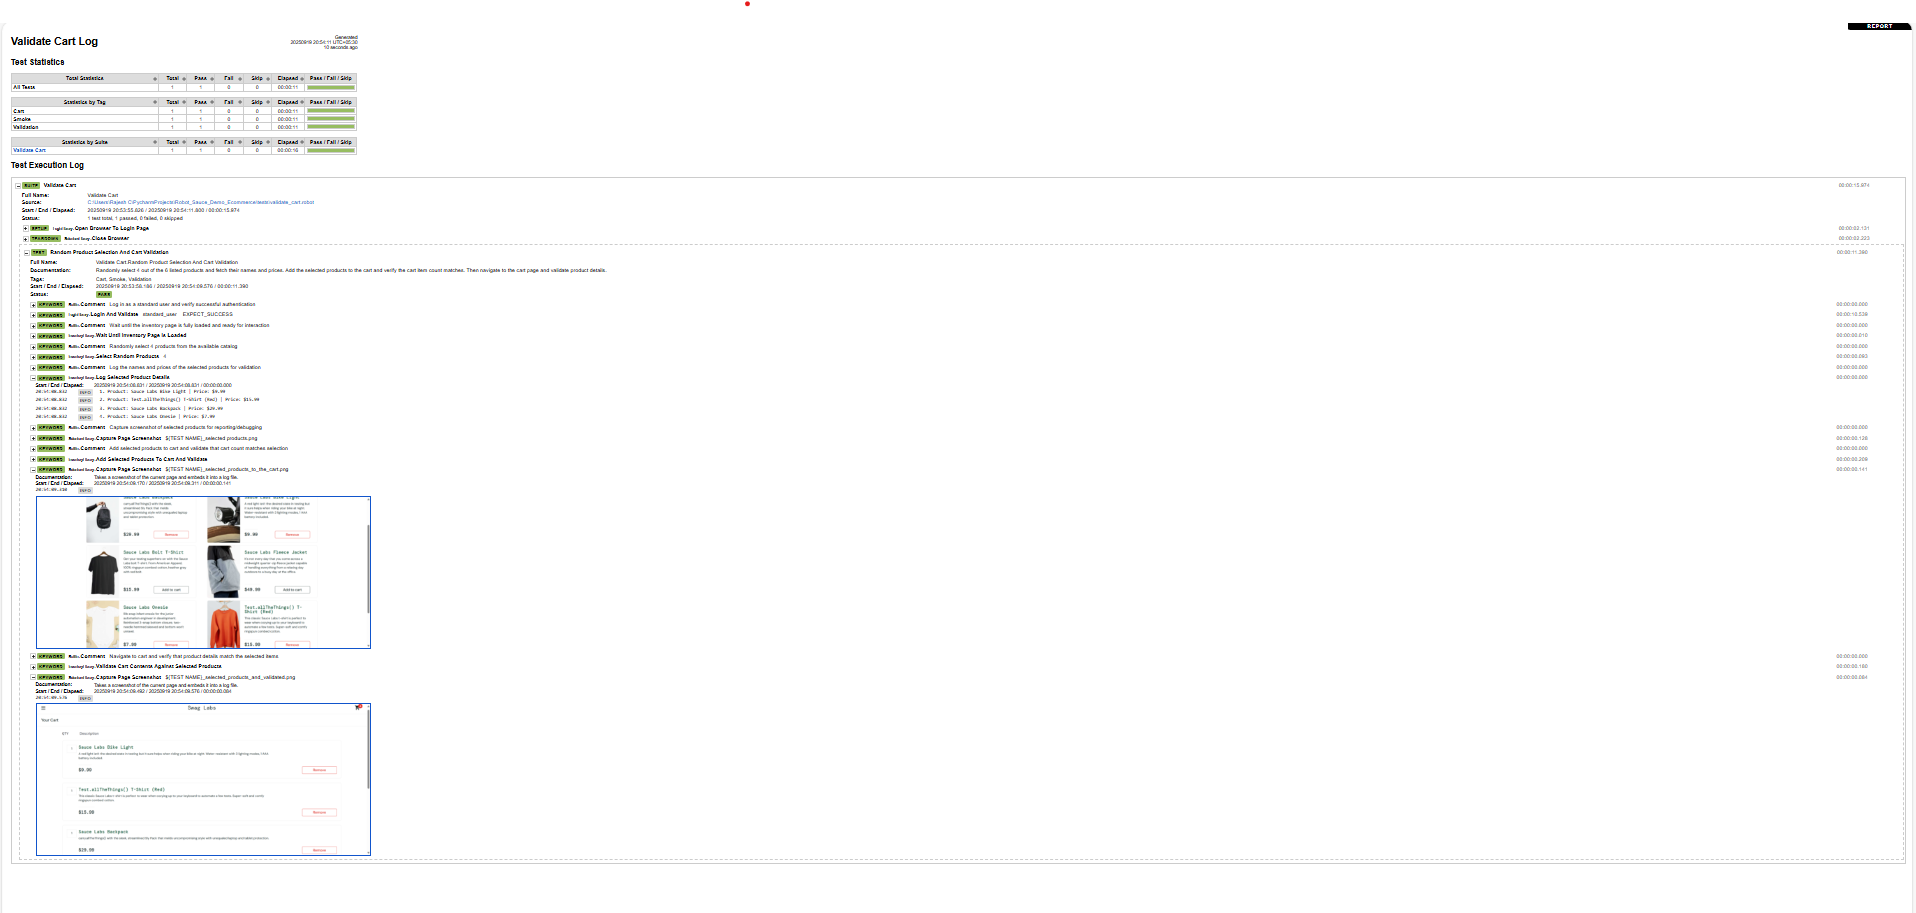 REPORT
Validate Cart Log
Generated
20250919 20:54:11 UTC+05:30
10 seconds ago
Test Statistics
Total Statistics Total Pass Fail Skip Elapsed Pass / Fail / Skip
All Tests 1 1 0 0 00:00:11
Statistics by Tag Total Pass Fail Skip Elapsed Pass / Fail / Skip
Cart 1 1 0 0 00:00:11
Smoke 1 1 0 0 00:00:11
Validation 1 1 0 0 00:00:11
Statistics by Suite Total Pass Fail Skip Elapsed Pass / Fail / Skip
Validate Cart 1 1 0 0 00:00:16
Test Execution Log
SUITE Validate Cart 00:00:15.974
Full Name: Validate Cart
Source: C:\Users\Rajesh C\PycharmProjects\Robot_Sauce_Demo_Ecommerce\tests\validate_cart.robot
Start / End / Elapsed: 20250919 20:53:55.826 / 20250919 20:54:11.800 / 00:00:15.974
Status: 1 test total, 1 passed, 0 failed, 0 skipped
SETUP Open Browser To Login Page 00:00:02.131
TEARDOWN Close Browser 00:00:02.223
TEST Random Product Selection And Cart Validation 00:00:11.390
Full Name: Validate Cart.Random Product Selection And Cart Validation
Documentation: Randomly select 4 out of the 6 listed products and fetch their names and prices. Add the selected products to the cart and verify the cart item count matches. Then navigate to the cart page and validate product details.
Tags: Cart, Smoke, Validation
Start / End / Elapsed: 20250919 20:53:58.186 / 20250919 20:54:09.576 / 00:00:11.390
Status: PASS
KEYWORD BuiltIn.Comment Log in as a standard user and verify successful authentication 00:00:00.000
KEYWORD Login And Validate standard_user EXPECT_SUCCESS 00:00:10.539
KEYWORD BuiltIn.Comment Wait until the inventory page is fully loaded and ready for interaction 00:00:00.000
KEYWORD Wait Until Inventory Page Is Loaded 00:00:00.010
KEYWORD BuiltIn.Comment Randomly select 4 products from the available catalog 00:00:00.000
KEYWORD Select Random Products 4 00:00:00.093
KEYWORD BuiltIn.Comment Log the names and prices of the selected products for validation 00:00:00.000
KEYWORD Log Selected Product Details 00:00:00.000
Start / End / Elapsed: 20250919 20:54:08.831 / 20250919 20:54:08.831 / 00:00:00.000
20:54:08.832 INFO 1. Product: Sauce Labs Bike Light | Price: $9.99
20:54:08.832 INFO 2. Product: Test.allTheThings() T-Shirt (Red) | Price: $15.99
20:54:08.832 INFO 3. Product: Sauce Labs Backpack | Price: $29.99
20:54:08.832 INFO 4. Product: Sauce Labs Onesie | Price: $7.99
KEYWORD BuiltIn.Comment Capture screenshot of selected products for reporting/debugging 00:00:00.000
KEYWORD Capture Page Screenshot ${TEST NAME}_selected products.png 00:00:00.126
KEYWORD BuiltIn.Comment Add selected products to cart and validate that cart count matches selection 00:00:00.000
KEYWORD Add Selected Products To Cart And Validate 00:00:00.209
KEYWORD Capture Page Screenshot ${TEST NAME}_selected_products_to_the_cart.png 00:00:00.141
Documentation: Takes a screenshot of the current page and embeds it into a log file.
Start / End / Elapsed: 20250919 20:54:09.170 / 20250919 20:54:09.311 / 00:00:00.141
20:54:09.310 INFO
Sauce Labs Backpack Sauce Labs Bike Light
$29.99 Remove $9.99 Remove
Sauce Labs Bolt T-Shirt Sauce Labs Fleece Jacket
$15.99 Add to cart $49.99 Add to cart
Sauce Labs Onesie Test.allTheThings() T-Shirt (Red)
$7.99 Remove $15.99 Remove
KEYWORD BuiltIn.Comment Navigate to cart and verify that product details match the selected items 00:00:00.000
KEYWORD Validate Cart Contents Against Selected Products 00:00:00.180
KEYWORD Capture Page Screenshot ${TEST NAME}_selected_products_and_validated.png 00:00:00.084
Documentation: Takes a screenshot of the current page and embeds it into a log file.
Start / End / Elapsed: 20250919 20:54:09.492 / 20250919 20:54:09.576 / 00:00:00.084
20:54:09.576 INFO
Swag Labs
Your Cart
QTY Description
Sauce Labs Bike Light
$9.99 Remove
Test.allTheThings() T-Shirt (Red)
$15.99 Remove
Sauce Labs Backpack
$29.99 Remove